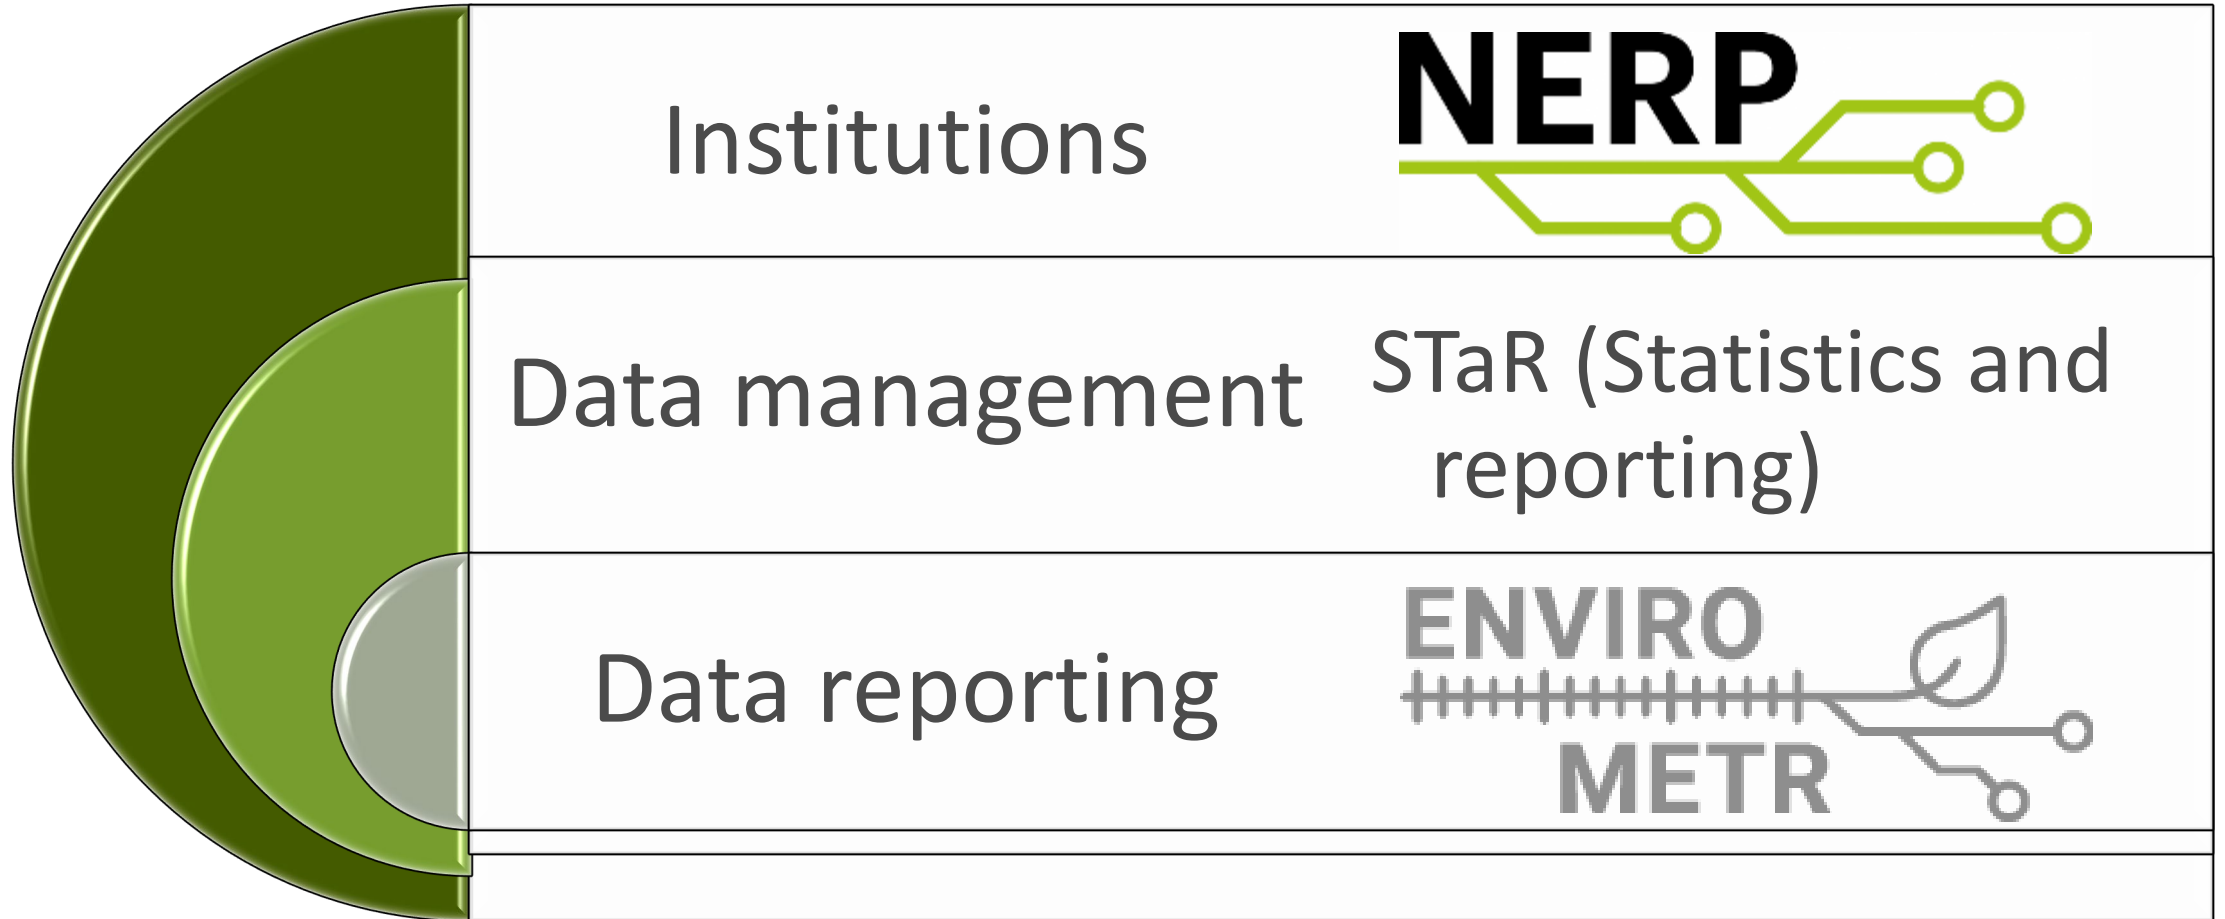 Institutions
NERP
Data management
STaR (Statistics and
reporting)
Data reporting
ENVIRO
METR